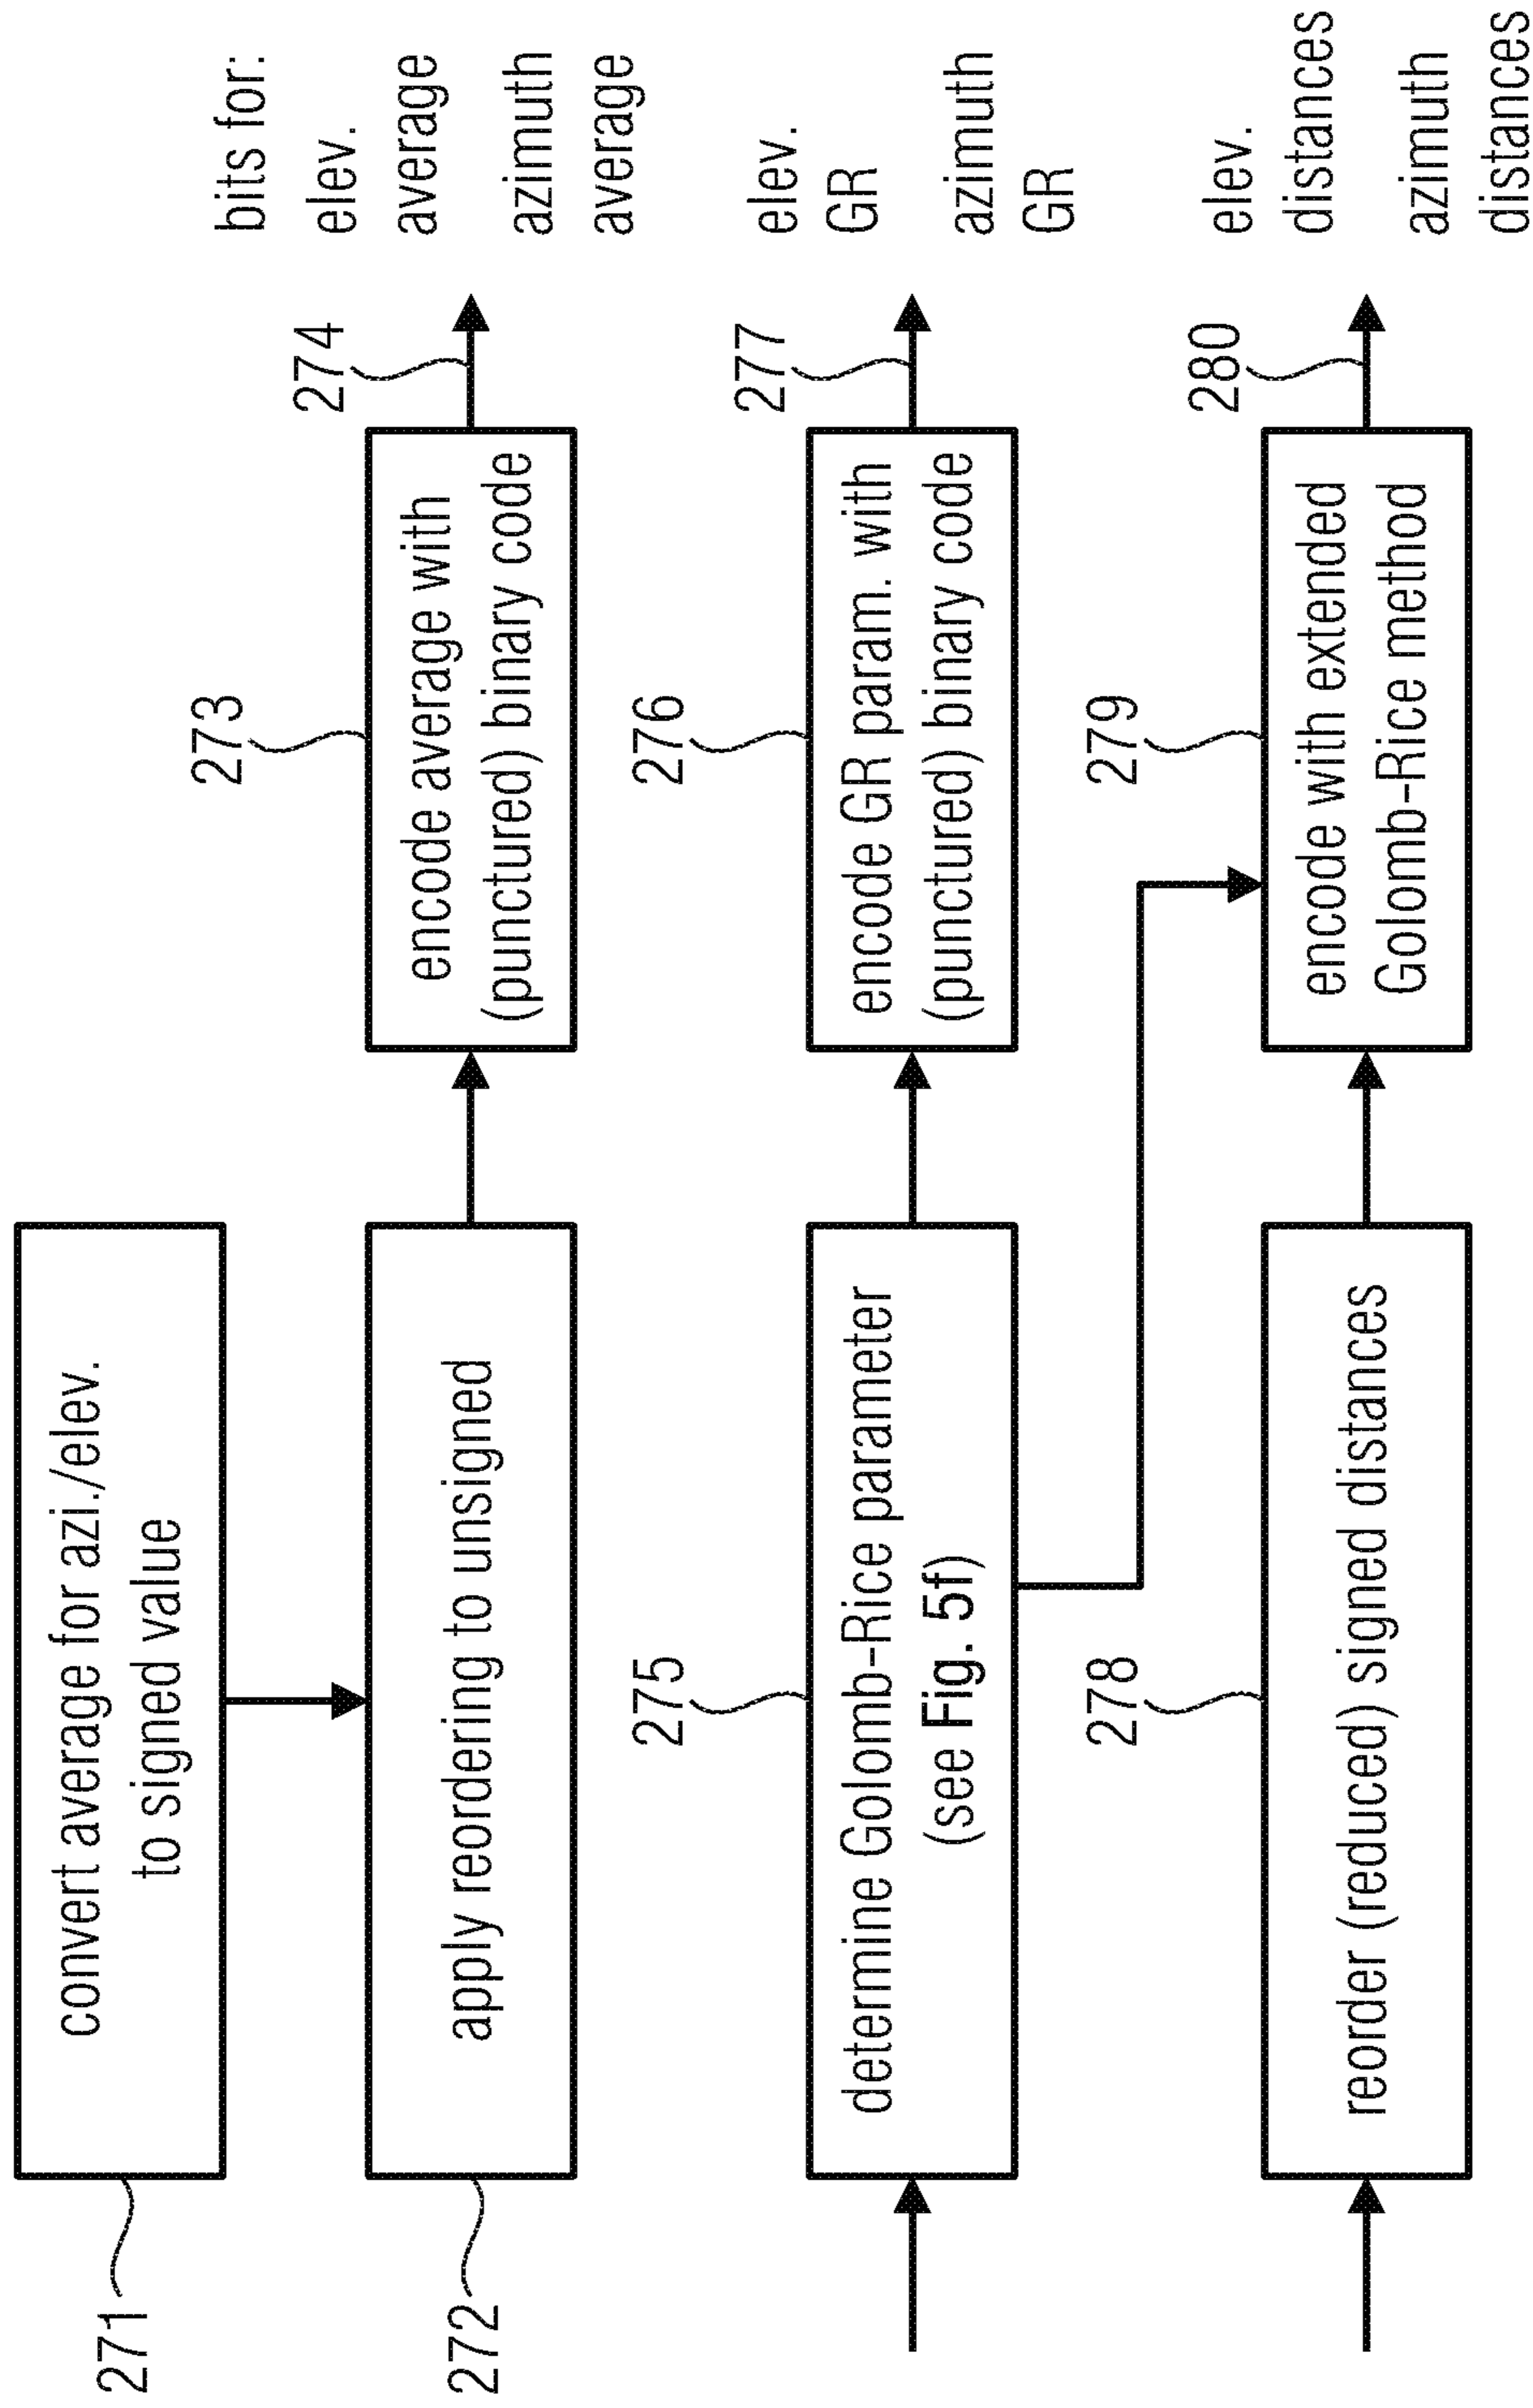 271
convert average for azi./elev.
to signed value
272
apply reordering to unsigned
273
encode average with
(punctured) binary code
274
bits for:
elev.
average
azimuth
average
275
determine Golomb-Rice parameter
(see Fig. 5f)
276
encode GR param. with
(punctured) binary code
277
elev.
GR
azimuth
GR
278
reorder (reduced) signed distances
279
encode with extended
Golomb-Rice method
280
elev.
distances
azimuth
distances